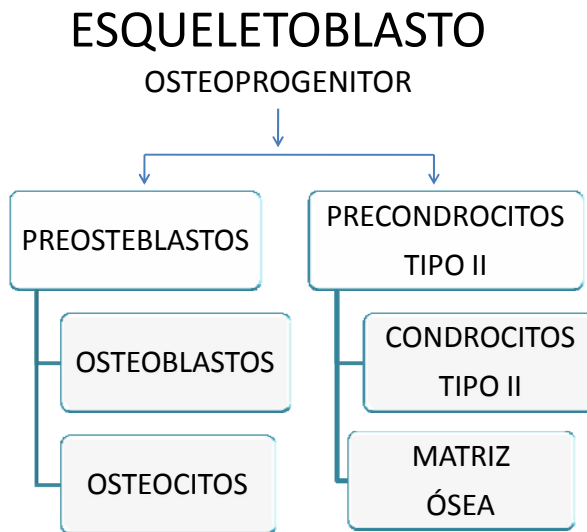 ESQUELETOBLASTO
OSTEOPROGENITOR
PREOSTEBLASTOS
OSTEOBLASTOS
OSTEOCITOS
PRECONDROCITOS
TIPO II
CONDROCITOS
TIPO II
MATRIZ
ÓSEA